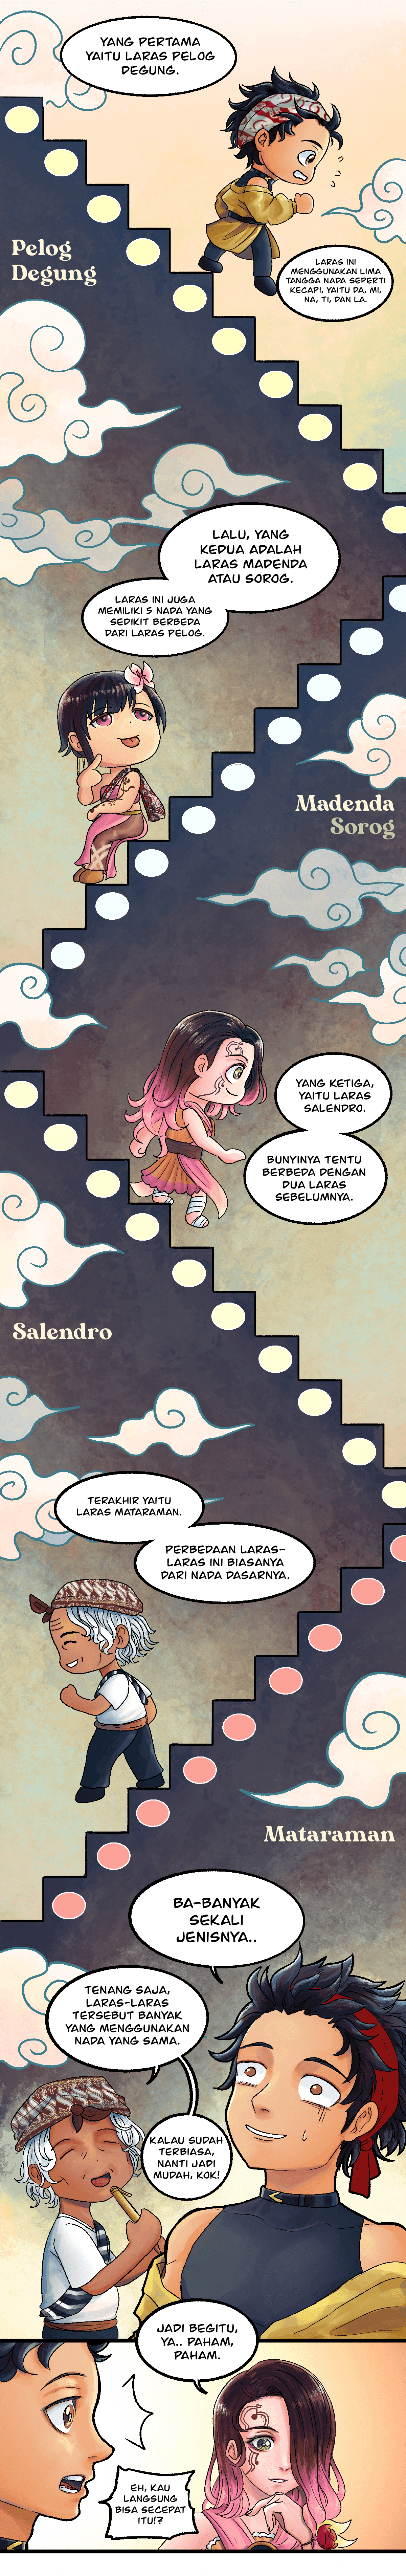 YANG PERTAMA
YAITU LARAS PELOG
DEGUNG.
Pelog
Degung
LARAS INI
MENGGUNAKAN LIMA
TANGGA NADA SEPERTI
KECAPI, YAITU DA, MI,
NA, TI, DAN LA.
LALU, YANG
KEDUA ADALAH
LARAS MADENDA
ATAU SOROG.
LARAS INI JUGA
MEMILIKI 5 NADA YANG
SEDIKIT BERBEDA
DARI LARAS PELOG.
Madenda
Sorog
YANG KETIGA,
YAITU LARAS
SALENDRO.
BUNYINYA TENTU
BERBEDA DENGAN
DUA LARAS
SEBELUMNYA.
Salendro
TERAKHIR YAITU
LARAS MATARAMAN.
PERBEDAAN LARAS-
LARAS INI BIASANYA
DARI NADA DASARNYA.
Mataraman
BA-BANYAK
SEKALI
JENISNYA..
TENANG SAJA,
LARAS-LARAS
TERSEBUT BANYAK
YANG MENGGUNAKAN
NADA YANG SAMA.
KALAU SUDAH
TERBIASA,
NANTI JADI
MUDAH, KOK!
JADI BEGITU,
YA.. PAHAM,
PAHAM.
EH, KAU
LANGSUNG
BISA SECEPAT
ITU!?